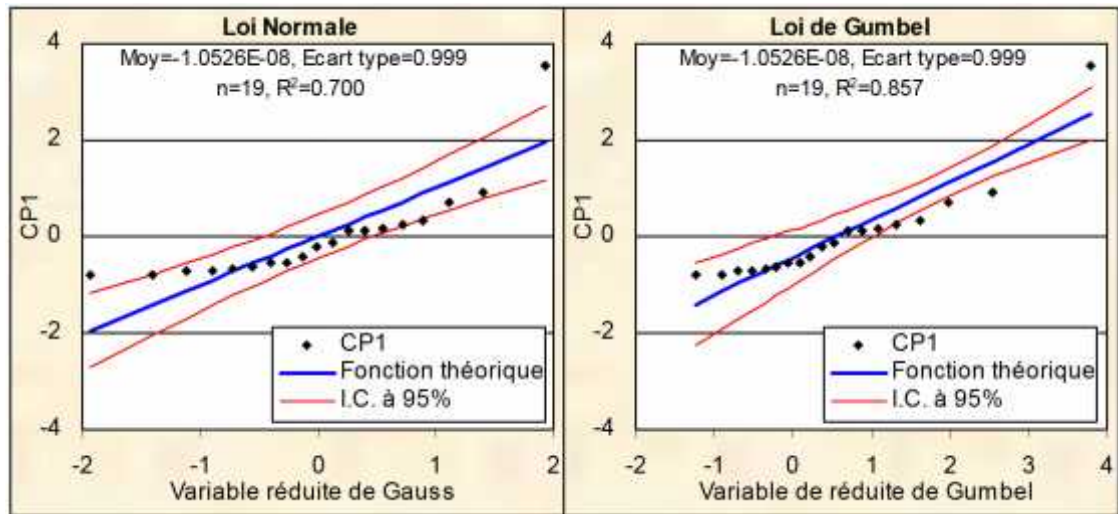 Loi Normale
Moy=-1.0526E-08, Ecart type=0.999
n=19, R²=0.700
4
2
0
-2
-4
CP1
CP1
Fonction théorique
I.C. à 95%
-2 -1 0 1 2
Variable réduite de Gauss
Loi de Gumbel
Moy=-1.0526E-08, Ecart type=0.999
n=19, R²=0.857
4
2
0
-2
-4
CP1
CP1
Fonction théorique
I.C. à 95%
-2 -1 0 1 2 3 4
Variable de réduite de Gumbel